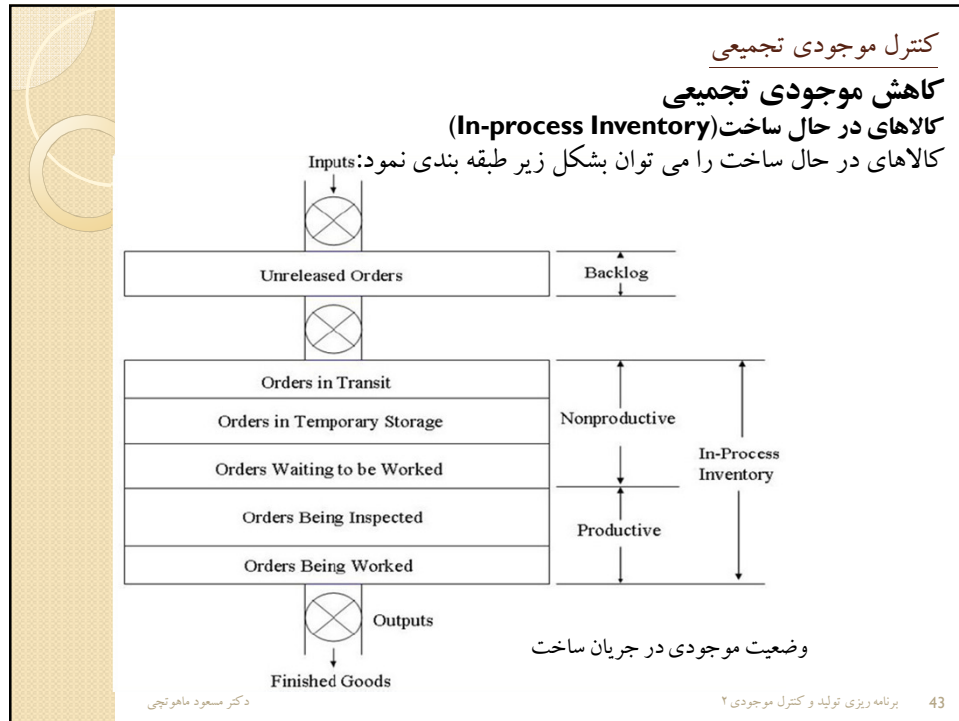 کنترل موجودی تجمیعی
کاهش موجودی تجمیعی
کالاهای در حال ساخت(In-process Inventory)
کالاهای در حال ساخت را می توان بشکل زیر طبقه بندی نمود:
Inputs
Unreleased Orders
Backlog
Orders in Transit
Orders in Temporary Storage
Nonproductive
Orders Waiting to be Worked
In-Process
Inventory
Orders Being Inspected
Productive
Orders Being Worked
Outputs
وضعیت موجودی در جریان ساخت
Finished Goods
43 برنامه ریزی تولید و کنترل موجودی ۲
دکتر مسعود ماهوتچی